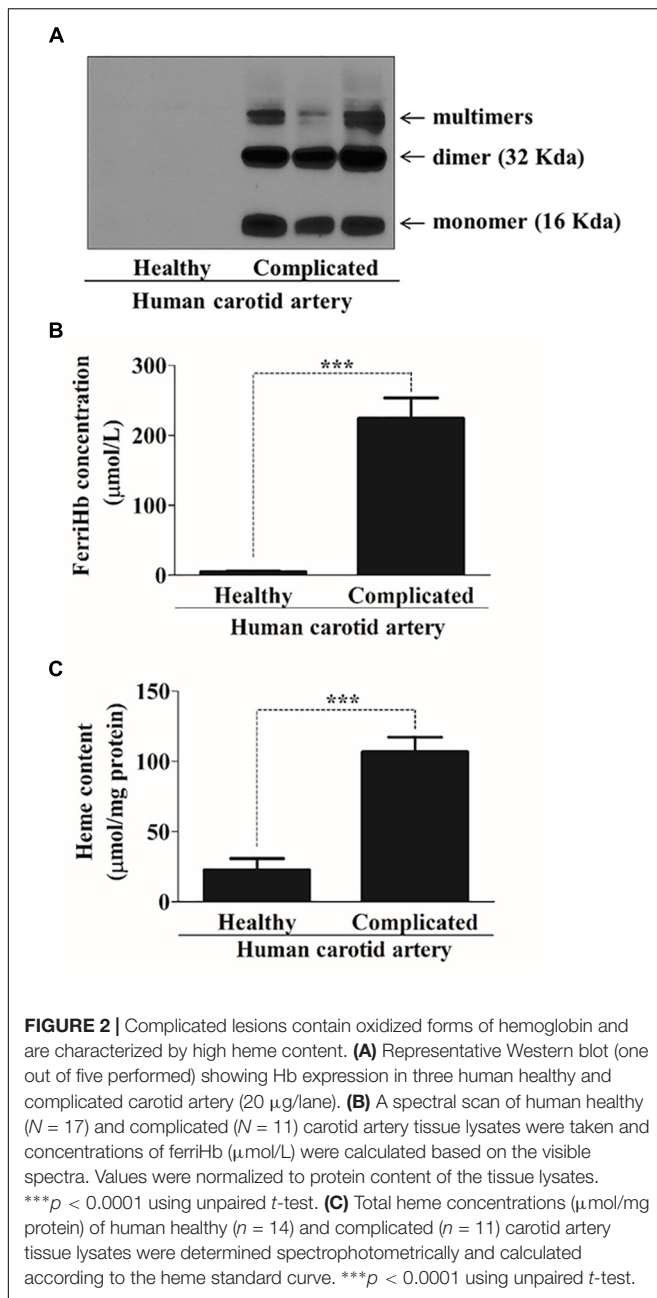 A
← multimers
← dimer (32 Kda)
← monomer (16 Kda)
Healthy Complicated
Human carotid artery
B
300
200
100
0
FerriHb concentration
(μmol/L)
***
Healthy Complicated
Human carotid artery
C
150
100
50
0
Heme content
(μmol/mg protein)
***
Healthy Complicated
Human carotid artery
FIGURE 2 | Complicated lesions contain oxidized forms of hemoglobin and
are characterized by high heme content. (A) Representative Western blot (one
out of five performed) showing Hb expression in three human healthy and
complicated carotid artery (20 μg/lane). (B) A spectral scan of human healthy
(N = 17) and complicated (N = 11) carotid artery tissue lysates were taken and
concentrations of ferriHb (μmol/L) were calculated based on the visible
spectra. Values were normalized to protein content of the tissue lysates.
***p < 0.0001 using unpaired t-test. (C) Total heme concentrations (μmol/mg
protein) of human healthy (n = 14) and complicated (n = 11) carotid artery
tissue lysates were determined spectrophotometrically and calculated
according to the heme standard curve. ***p < 0.0001 using unpaired t-test.